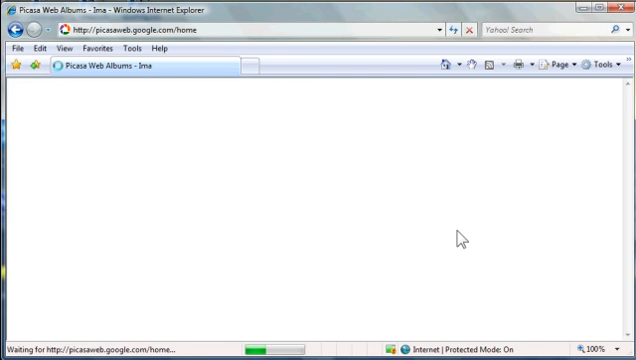 Picasa Web Albums - Ima - Windows Internet Explorer
http://picasaweb.google.com/home
Yahoo! Search
File Edit View Favorites Tools Help
Picasa Web Albums - Ima
Page Tools
Waiting for http://picasaweb.google.com/home...
Internet | Protected Mode: On
100%